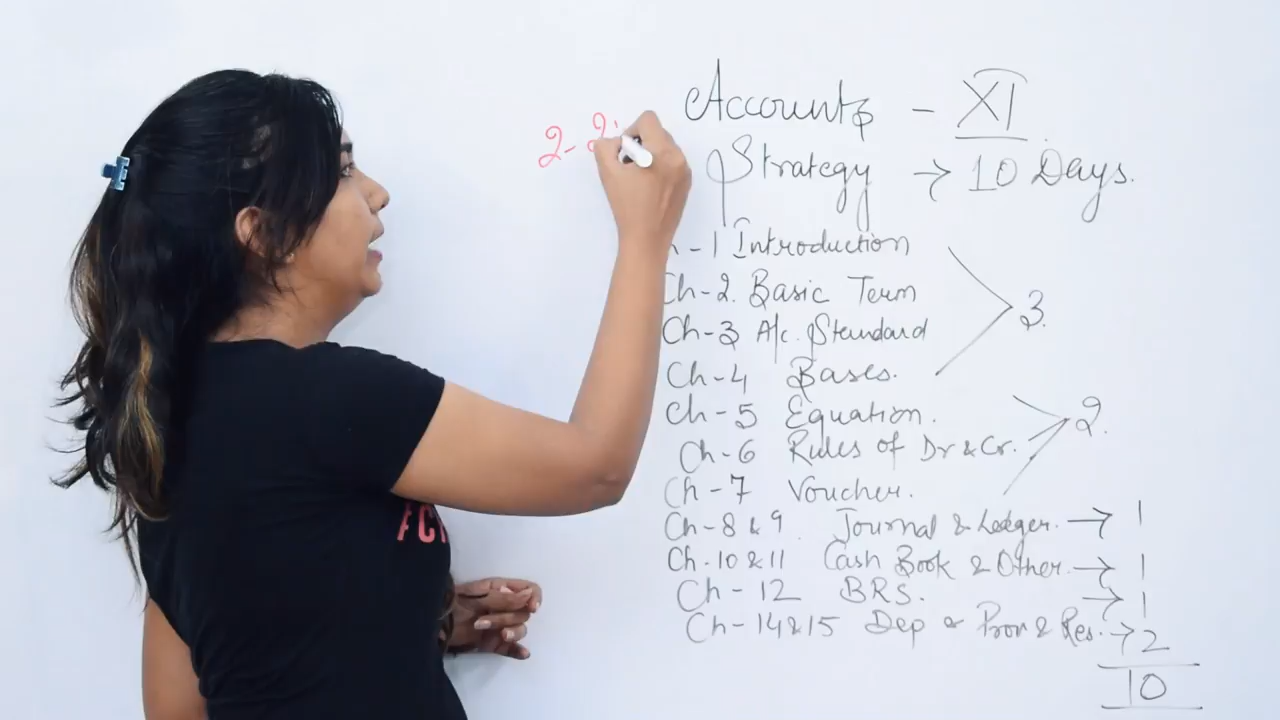 Accounts - XI
Strategy → 10 Days.
2-2
-1 Introduction
Ch-2. Basic Term
Ch-3 A/c. Standard
3.
Ch-4 Bases.
Ch-5 Equation.
2.
Ch-6 Rules of Dr & Cr.
Ch-7 Voucher.
Ch-8 & 9 Journal & Ledger. → 1
Ch-10 & 11 Cash Book & Other. → 1
Ch-12 BRS. → 1
Ch-14 & 15 Dep & Prov & Res. → 2
10